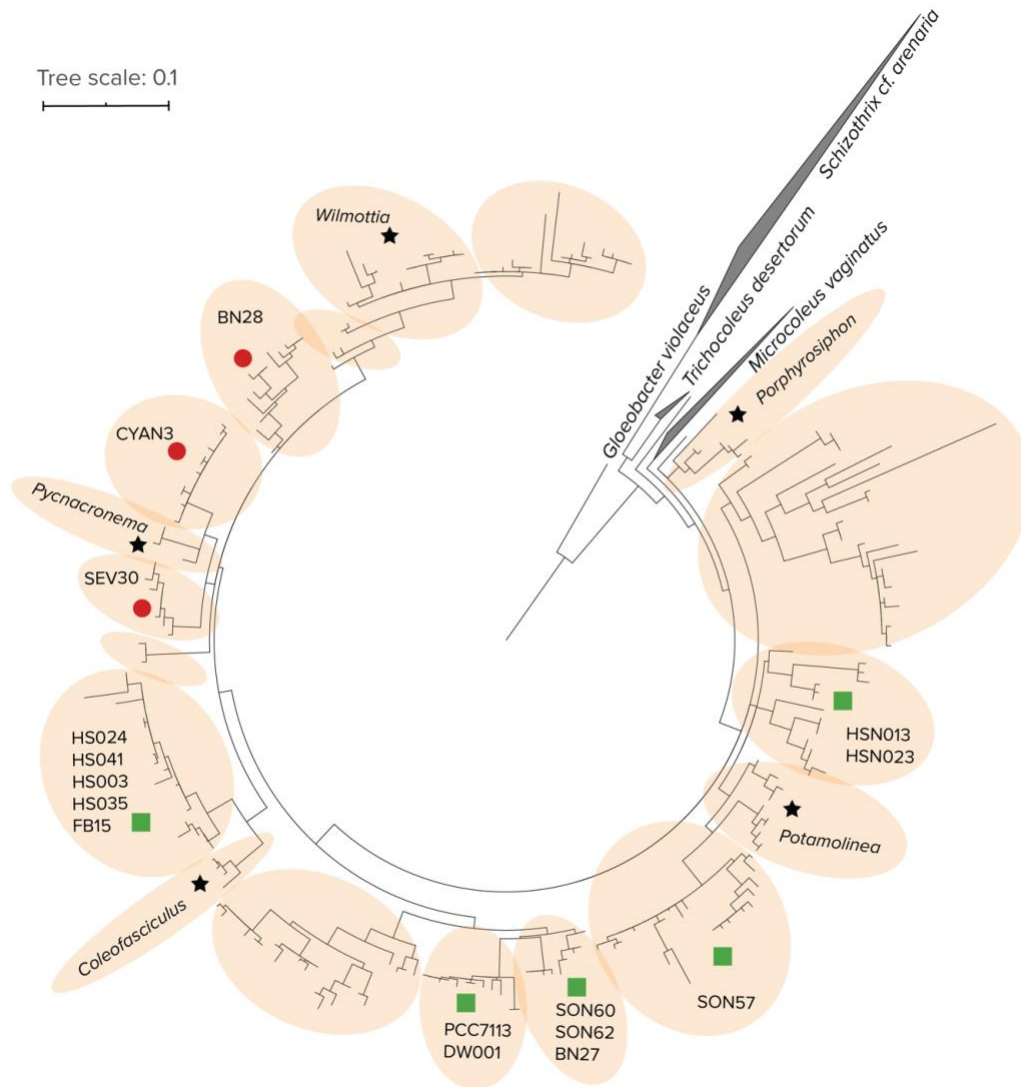 Tree scale: 0.1
Schizothrix cf. arenaria
Trichocoleus desertorum
Microcoleus vaginatus
Gloeobacter violaceus
Porphyrosiphon
Wilmottia
BN28
CYAN3
Pycnacronema
SEV30
HS024
HS041
HS003
HS035
FB15
Coleofasciculus
PCC7113
DW001
SON60
SON62
BN27
SON57
Potamolinea
HSN013
HSN023